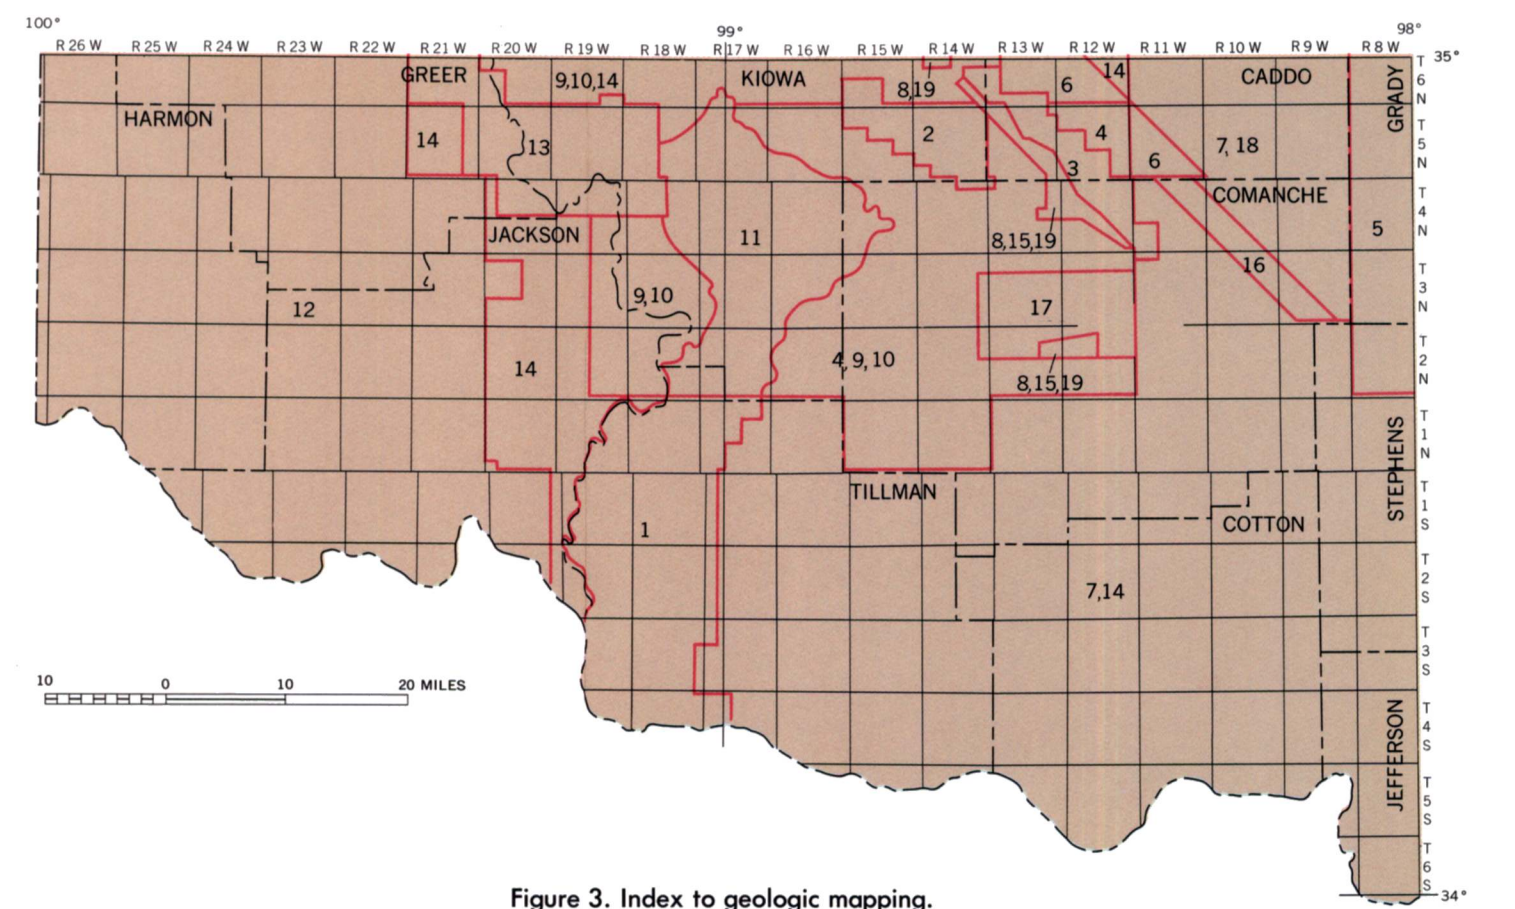 100°
99°
98°
R 26 W R 25 W R 24 W R 23 W R 22 W R 21 W R 20 W R 19 W R 18 W R 17 W R 16 W R 15 W R 14 W R 13 W R 12 W R 11 W R 10 W R 9 W R 8 W
35°
GREER
9,10,14
KIOWA
8,19
6
14
CADDO
GRADY
T 6 N
HARMON
14
13
2
4
3
6
7, 18
T 5 N
COMANCHE
JACKSON
11
8,15,19
5
T 4 N
16
12
9,10
17
T 3 N
14
4,9,10
8,15,19
T 2 N
STEPHENS
T 1 N
TILLMAN
1
COTTON
T 1 S
7,14
T 2 S
T 3 S
10 0 10 20 MILES
JEFFERSON
T 4 S
T 5 S
T 6 S
34°
Figure 3. Index to geologic mapping.